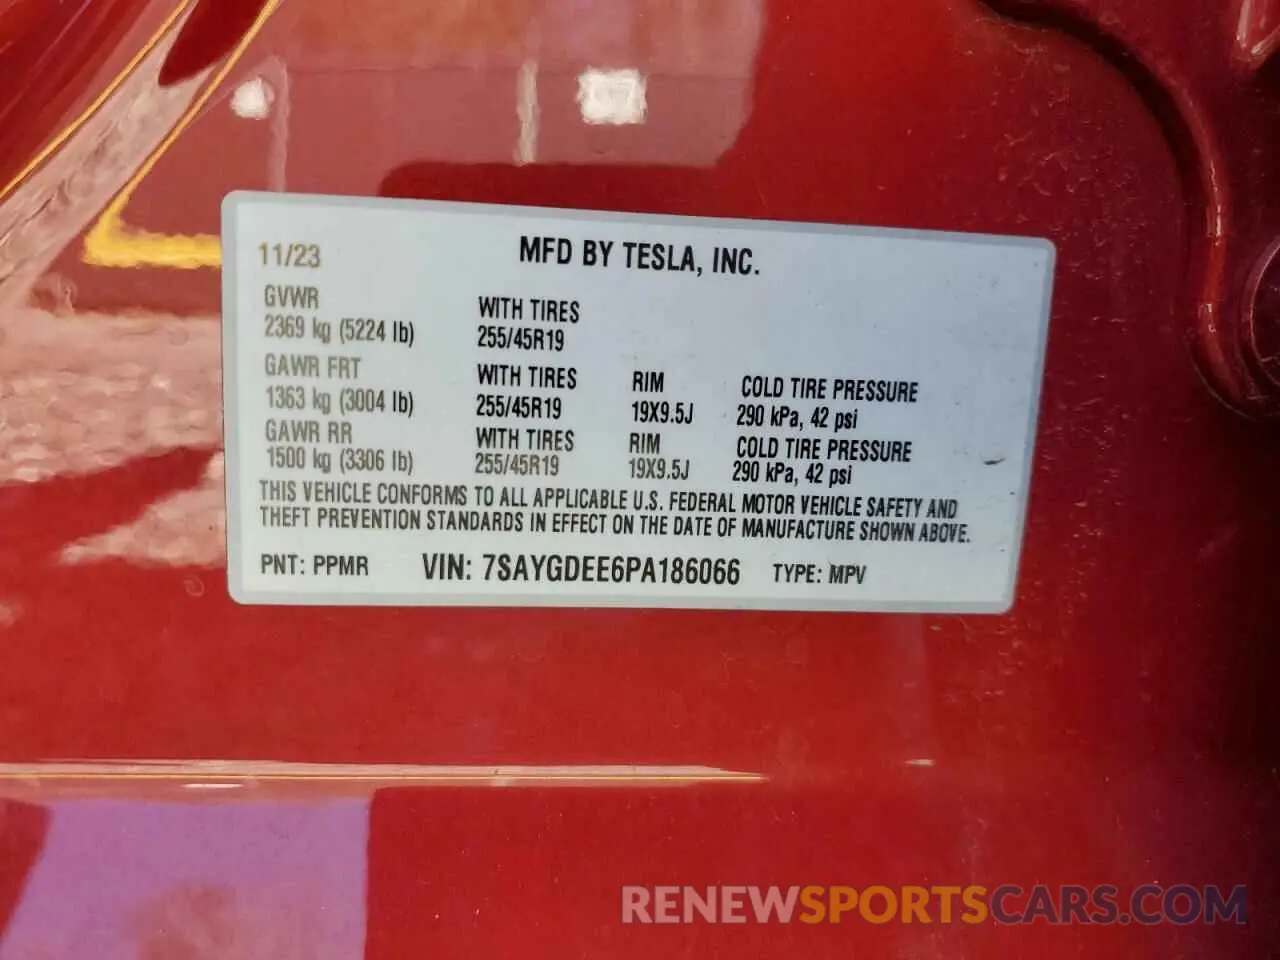 11/23 MFD BY TESLA, INC.
GVWR WITH TIRES
2369 kg (5224 lb) 255/45R19
GAWR FRT WITH TIRES RIM COLD TIRE PRESSURE
1363 kg (3004 lb) 255/45R19 19X9.5J 290 kPa, 42 psi
GAWR RR WITH TIRES RIM COLD TIRE PRESSURE
1500 kg (3306 lb) 255/45R19 19X9.5J 290 kPa, 42 psi
THIS VEHICLE CONFORMS TO ALL APPLICABLE U.S. FEDERAL MOTOR VEHICLE SAFETY AND
THEFT PREVENTION STANDARDS IN EFFECT ON THE DATE OF MANUFACTURE SHOWN ABOVE.
PNT: PPMR VIN: 7SAYGDEE6PA186066 TYPE: MPV
RENEWSPORTSCARS.COM